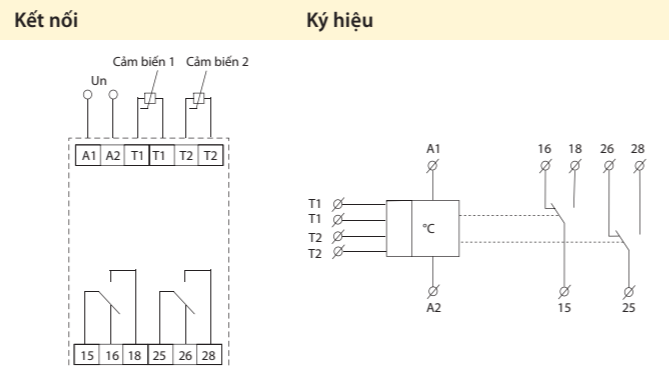 Kết nối
Ký hiệu
Cảm biến 1 Cảm biến 2
Un
A1 A2 T1 T1 T2 T2
15 16 18 25 26 28
A1 16 18 26 28
T1
T1
T2
T2
°C
A2 15 25